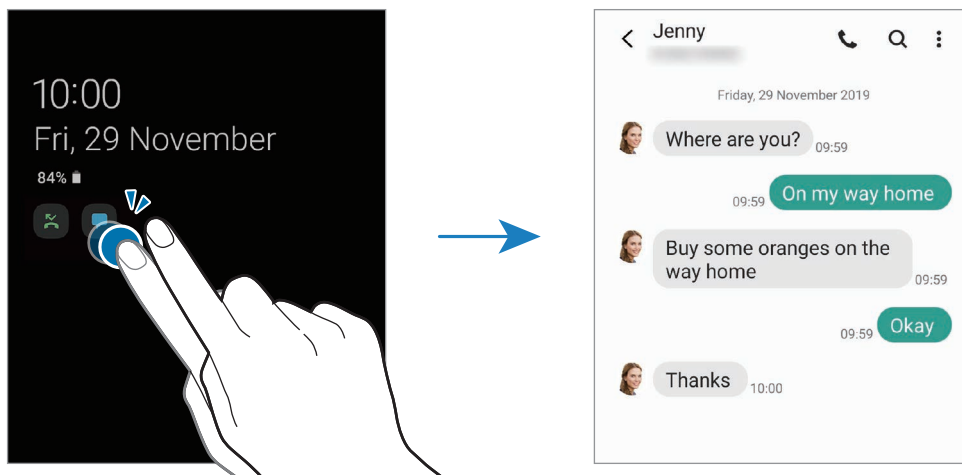 10:00
Fri, 29 November
84%
Jenny
Friday, 29 November 2019
Where are you?
09:59
09:59
On my way home
Buy some oranges on the
way home
09:59
09:59
Okay
Thanks
10:00